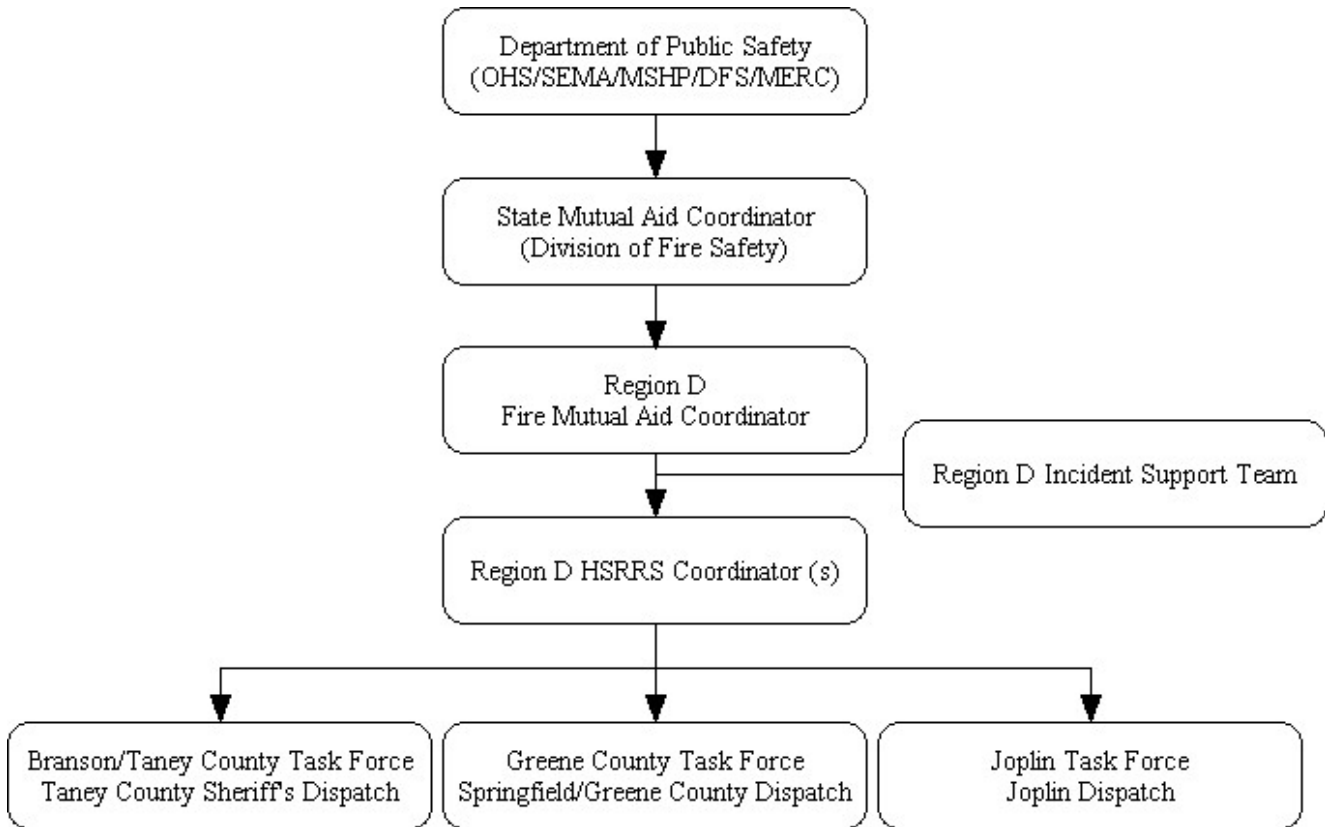 Department of Public Safety
(OHS/SEMA/MSHP/DFS/MERC)
State Mutual Aid Coordinator
(Division of Fire Safety)
Region D
Fire Mutual Aid Coordinator
Region D Incident Support Team
Region D HSRRS Coordinator (s)
Branson/Taney County Task Force
Taney County Sheriff's Dispatch
Greene County Task Force
Springfield/Greene County Dispatch
Joplin Task Force
Joplin Dispatch